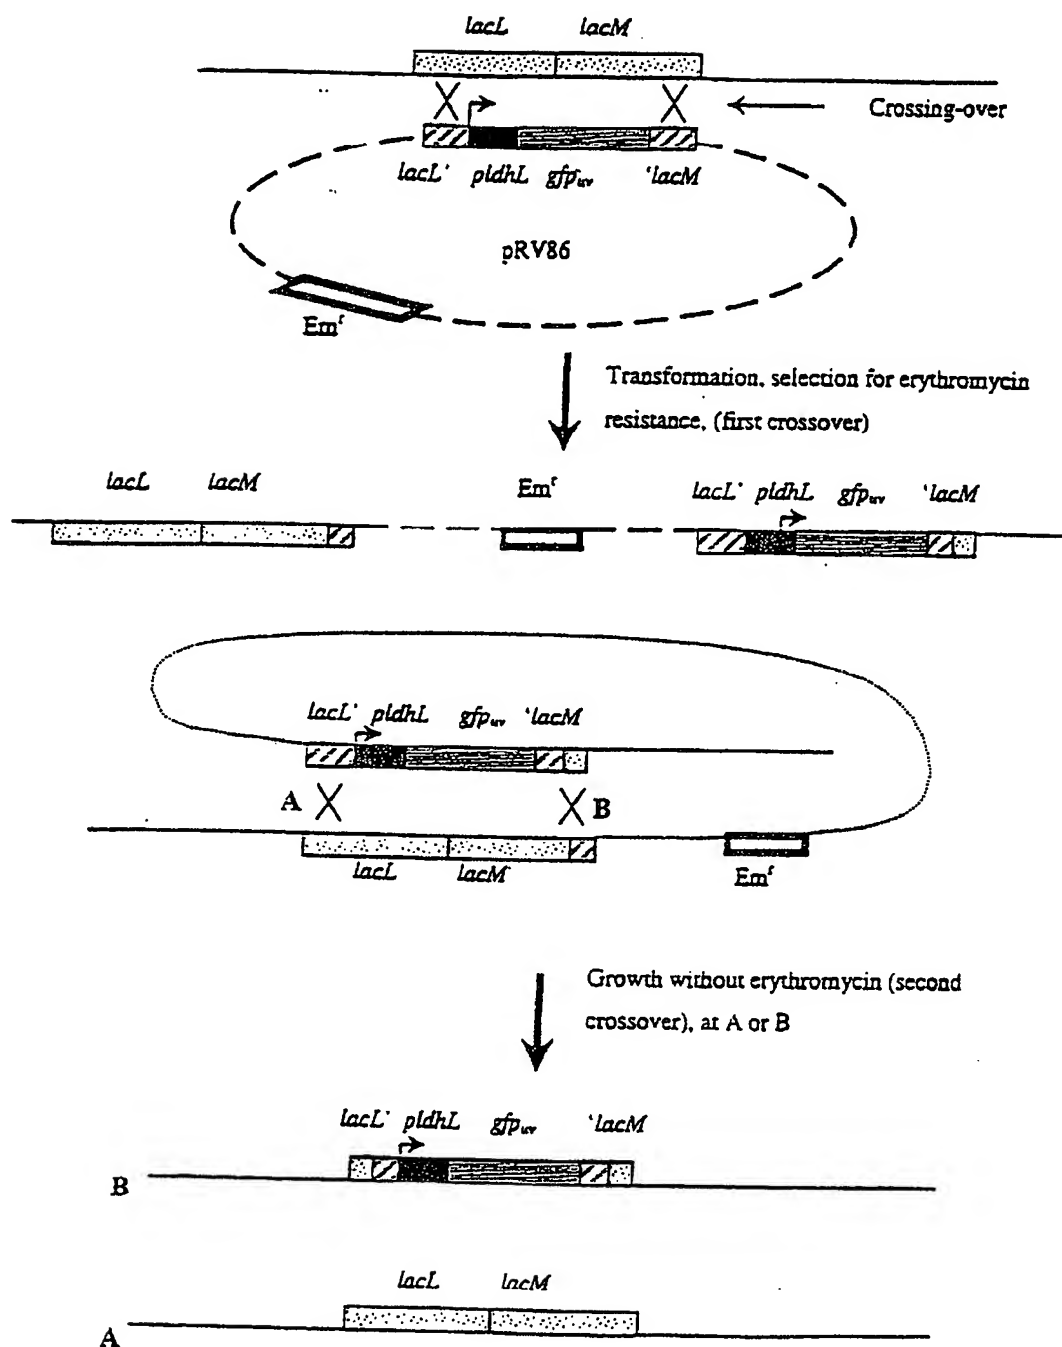 lacL lacM
Crossing-over
lacL' pldhL gfpuv 'lacM
pRV86
Emr
Transformation, selection for erythromycin
resistance, (first crossover)
lacL lacM Emr lacL' pldhL gfpuv 'lacM
lacL' pldhL gfpuv 'lacM
A B
lacL lacM Emr
Growth without erythromycin (second
crossover), at A or B
lacL' pldhL gfpuv 'lacM
B
lacL lacM
A